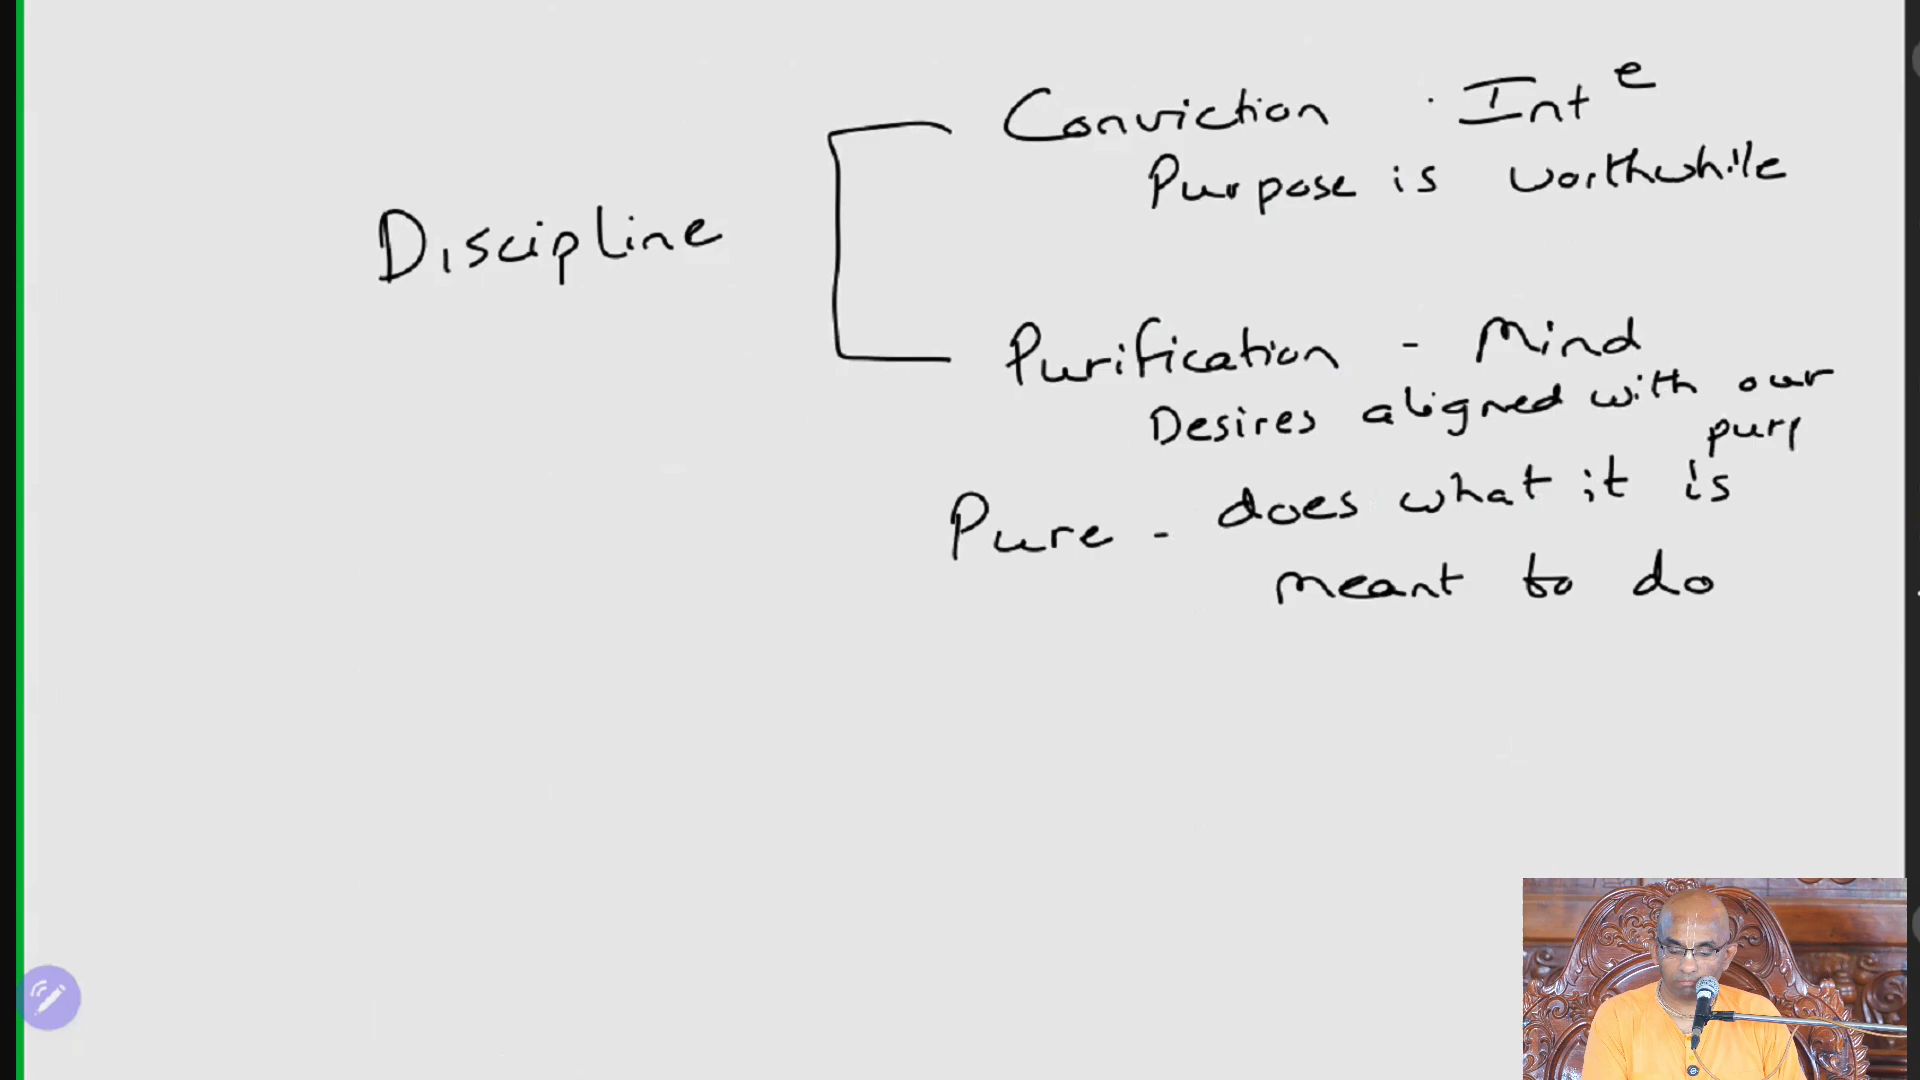 Discipline
Conviction · Int e
Purpose is worthwhile
Purification - Mind
Desires aligned with our
purp
Pure - does what it is
meant to do